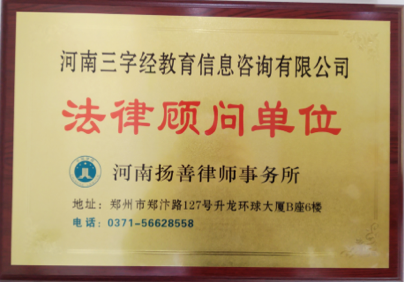 河南三字经教育信息咨询有限公司
法律顾问单位
河南扬善律师事务所
地址：郑州市郑汴路127号升龙环球大厦B座6楼
电话：0371-56628558